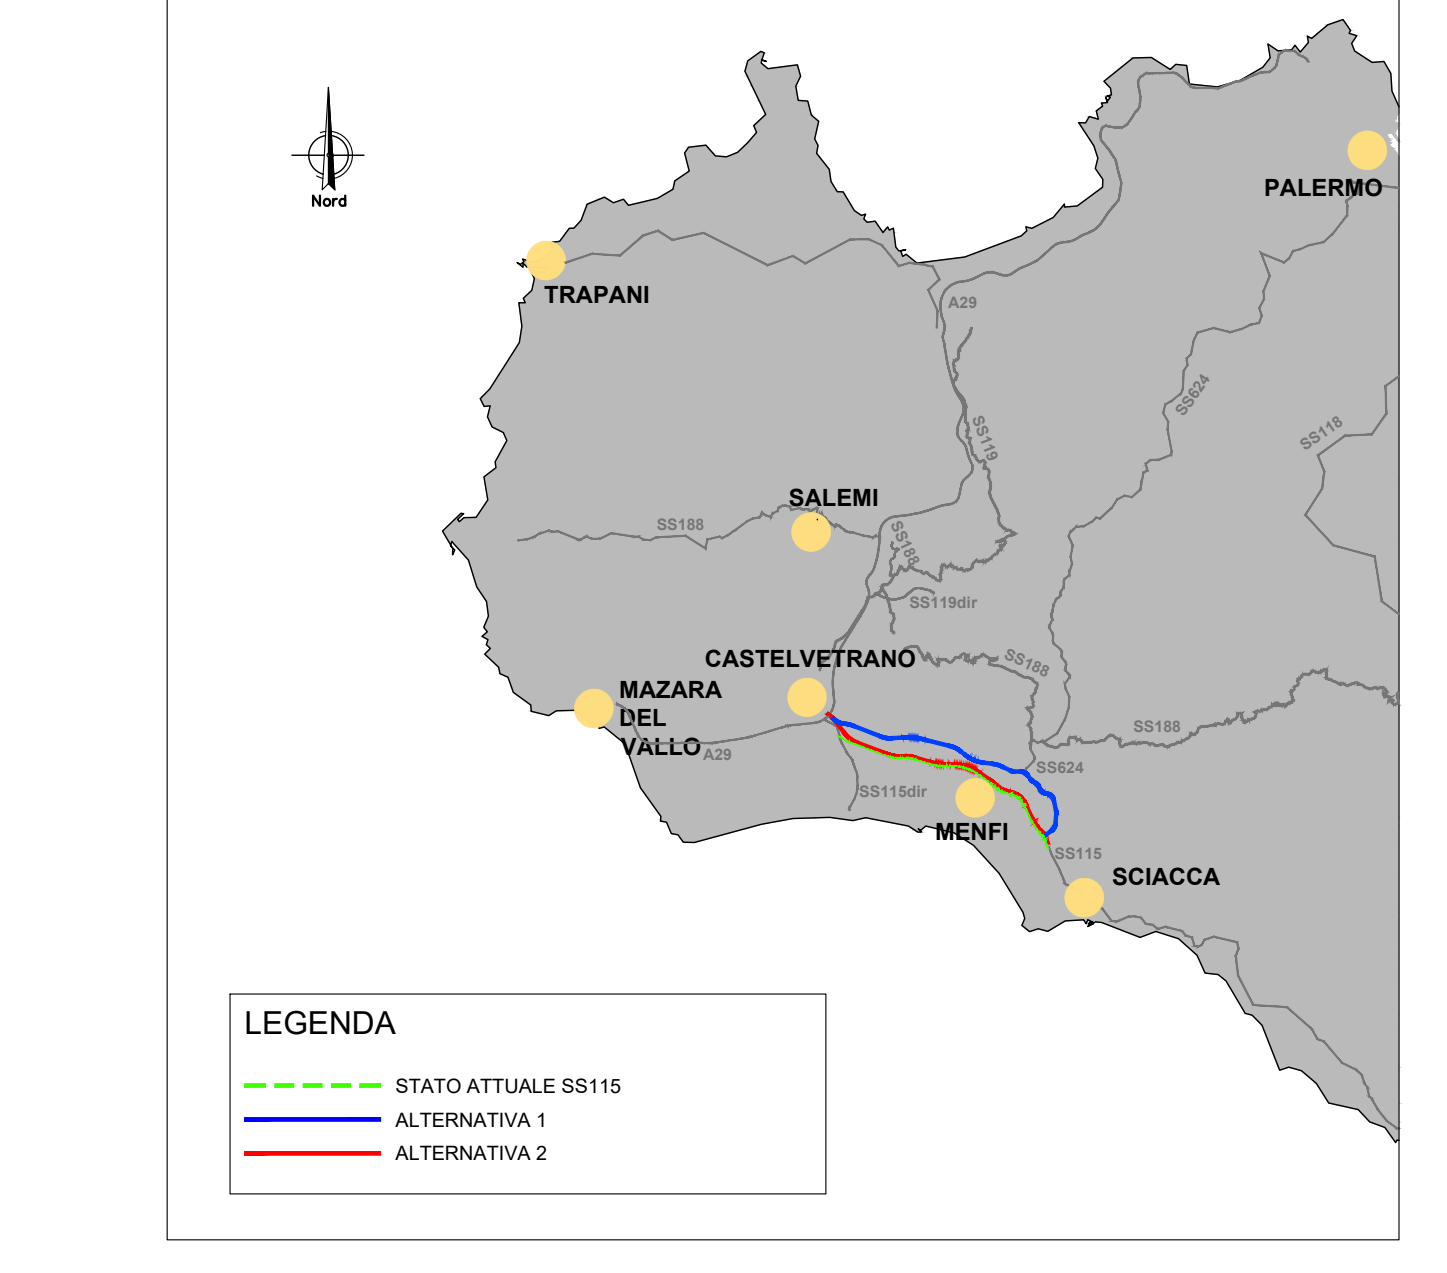 Nord
PALERMO
TRAPANI
A29
SS624
SS119
SS118
SALEMI
SS188
SS188
SS119dir
CASTELVETRANO
SS188
MAZARA
DEL
VALLO
A29
SS188
SS624
SS115dir
MENFI
SS115
SCIACCA
LEGENDA
STATO ATTUALE SS115
ALTERNATIVA 1
ALTERNATIVA 2